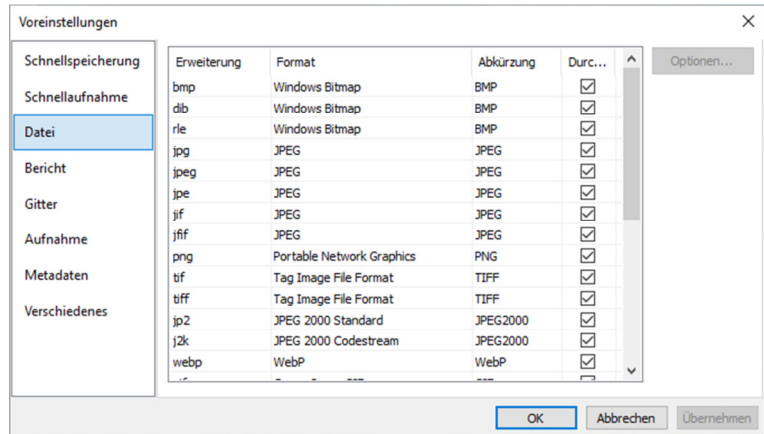 Voreinstellungen
Schnellspeicherung
Schnellaufnahme
Datei
Bericht
Gitter
Aufnahme
Metadaten
Verschiedenes
Erweiterung Format Abkürzung Durc...
bmp Windows Bitmap BMP
dib Windows Bitmap BMP
rle Windows Bitmap BMP
jpg JPEG JPEG
jpeg JPEG JPEG
jpe JPEG JPEG
jif JPEG JPEG
jfif JPEG JPEG
png Portable Network Graphics PNG
tif Tag Image File Format TIFF
tiff Tag Image File Format TIFF
jp2 JPEG 2000 Standard JPEG2000
j2k JPEG 2000 Codestream JPEG2000
webp WebP WebP
Optionen...
OK Abbrechen Übernehmen